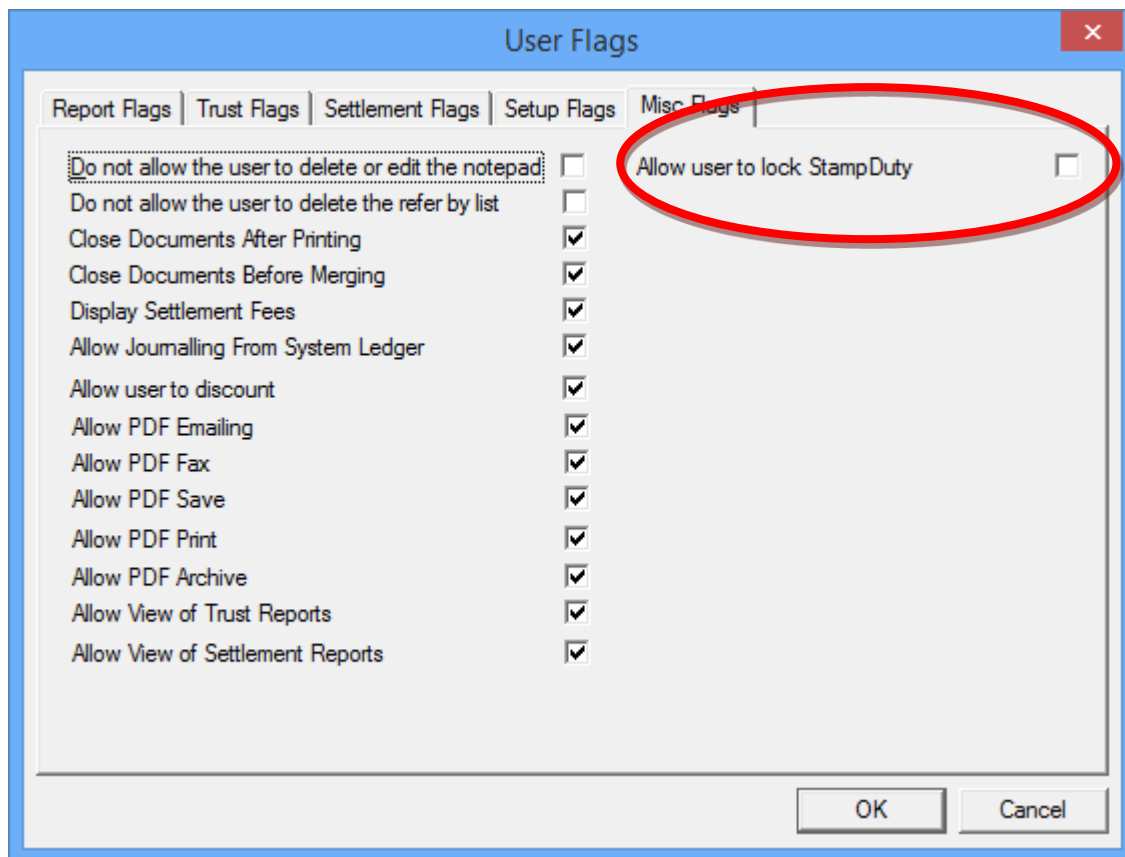 User Flags
Report Flags Trust Flags Settlement Flags Setup Flags Misc Flags
Do not allow the user to delete or edit the notepad
Allow user to lock StampDuty
Do not allow the user to delete the refer by list
Close Documents After Printing
Close Documents Before Merging
Display Settlement Fees
Allow Journalling From System Ledger
Allow user to discount
Allow PDF Emailing
Allow PDF Fax
Allow PDF Save
Allow PDF Print
Allow PDF Archive
Allow View of Trust Reports
Allow View of Settlement Reports
OK Cancel